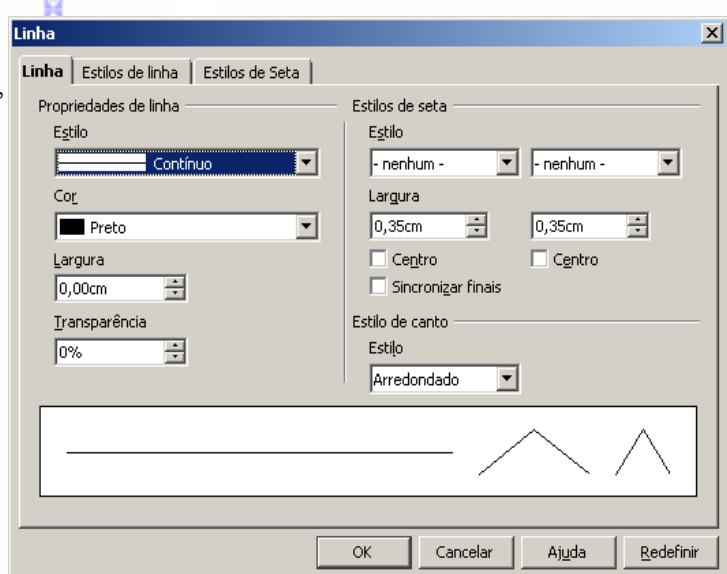 Linha
Linha Estilos de linha Estilos de Seta
Propriedades de linha
Estilo
Contínuo
Cor
Preto
Largura
0,00cm
Transparência
0%
Estilos de seta
Estilo
- nenhum - - nenhum -
Largura
0,35cm 0,35cm
Centro Centro
Sincronizar finais
Estilo de canto
Estilo
Arredondado
OK Cancelar Ajuda Redefinir